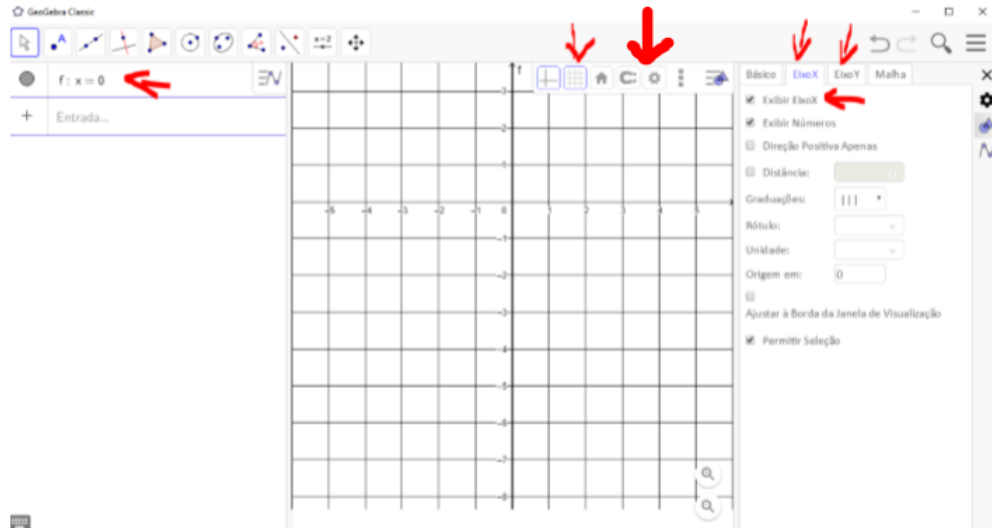 GeoGebra Classic
A
a=2
f : x = 0
N
Entrada...
f
Básico EixoX EixoY Malha
Exibir EixoX
Exibir Números
Direção Positiva Apenas
Distância:
Graduações: | | |
Rótulo:
Unidade:
Origem em: 0
Ajustar à Borda da Janela de Visualização
Permitir Seleção
3
2
1
-5 -4 -3 -2 -1 0 1 2 3 4 5
-1
-2
-3
-4
-5
-6
-7
-8